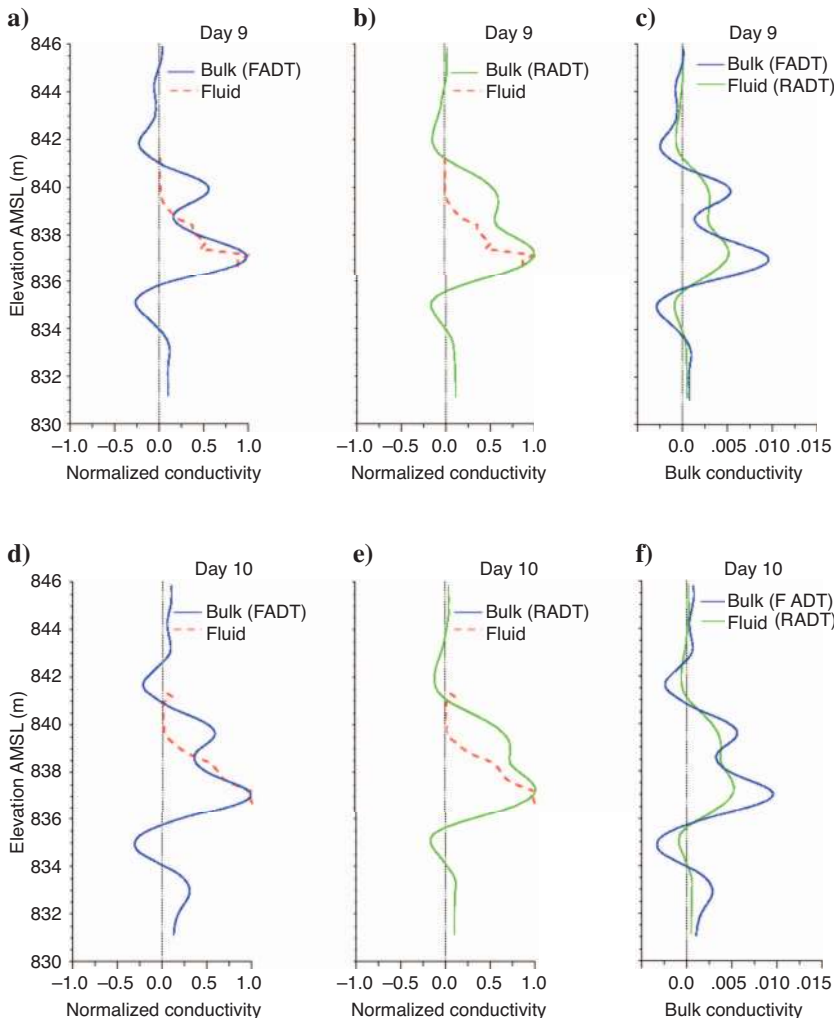 a)
Day 9
846
844
842
840
838
836
834
832
830
Elevation AMSL (m)
Bulk (FADT)
Fluid
–1.0 –0.5 0.0 0.5 1.0
Normalized conductivity
b)
Day 9
Bulk (RADT)
Fluid
–1.0 –0.5 0.0 0.5 1.0
Normalized conductivity
c)
Day 9
Bulk (FADT)
Fluid (RADT)
0.0 .005 .010 .015
Bulk conductivity
d)
Day 10
846
844
842
840
838
836
834
832
830
Elevation AMSL (m)
Bulk (FADT)
Fluid
–1.0 –0.5 0.0 0.5 1.0
Normalized conductivity
e)
Day 10
Bulk (RADT)
Fluid
–1.0 –0.5 0.0 0.5 1.0
Normalized conductivity
f)
Day 10
Bulk (F ADT)
Fluid (RADT)
0.0 .005 .010 .015
Bulk conductivity